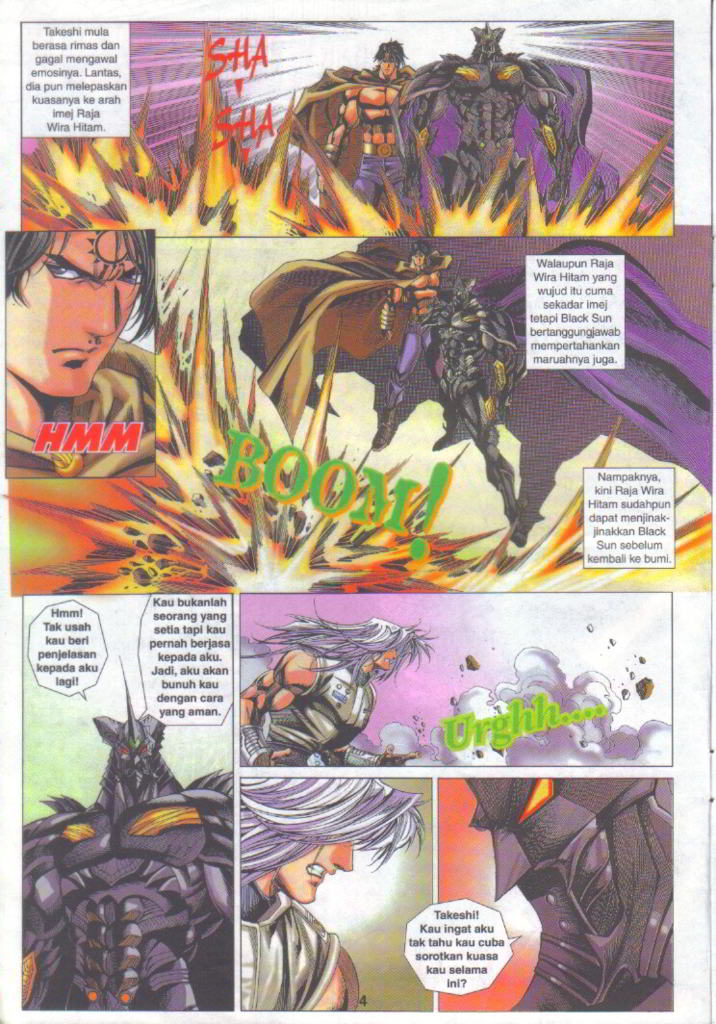 Takeshi mula
berasa rimas dan
gagal mengawal
emosinya. Lantas,
dia pun melepaskan
kuasanya ke arah
imej Raja
Wira Hitam.
SHA
SHA
HMM
Walaupun Raja
Wira Hitam yang
wujud itu cuma
sekadar imej
tetapi Black Sun
bertanggungjawab
mempertahankan
maruahnya juga.
BOOM!
Nampaknya,
kini Raja Wira
Hitam sudahpun
dapat menjinak-
jinakkan Black
Sun sebelum
kembali ke bumi.
Hmm!
Tak usah
kau beri
penjelasan
kepada aku
lagi!
Kau bukanlah
seorang yang
setia tapi kau
pernah berjasa
kepada aku.
Jadi, aku akan
bunuh kau
dengan cara
yang aman.
Urghh....
Takeshi!
Kau ingat aku
tak tahu kau cuba
sorotkan kuasa
kau selama
ini?
4